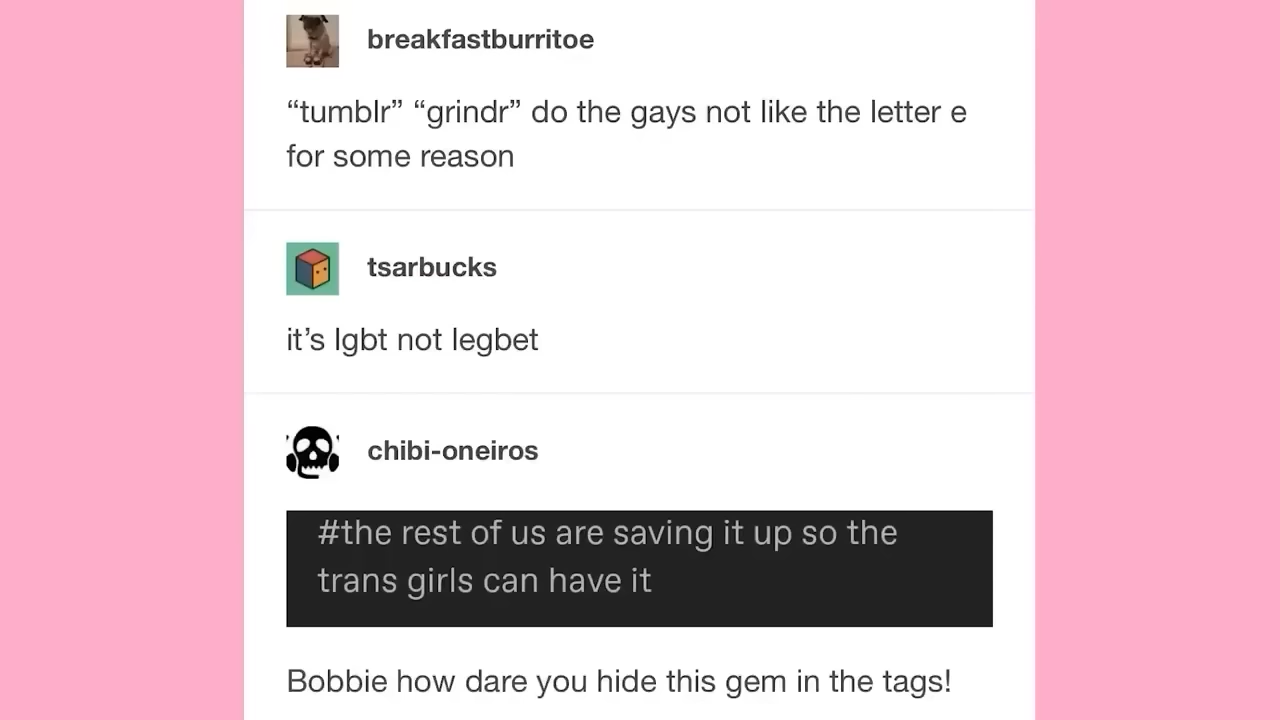 breakfastburritoe
“tumblr” “grindr” do the gays not like the letter e
for some reason
tsarbucks
it’s lgbt not legbet
chibi-oneiros
#the rest of us are saving it up so the
trans girls can have it
Bobbie how dare you hide this gem in the tags!